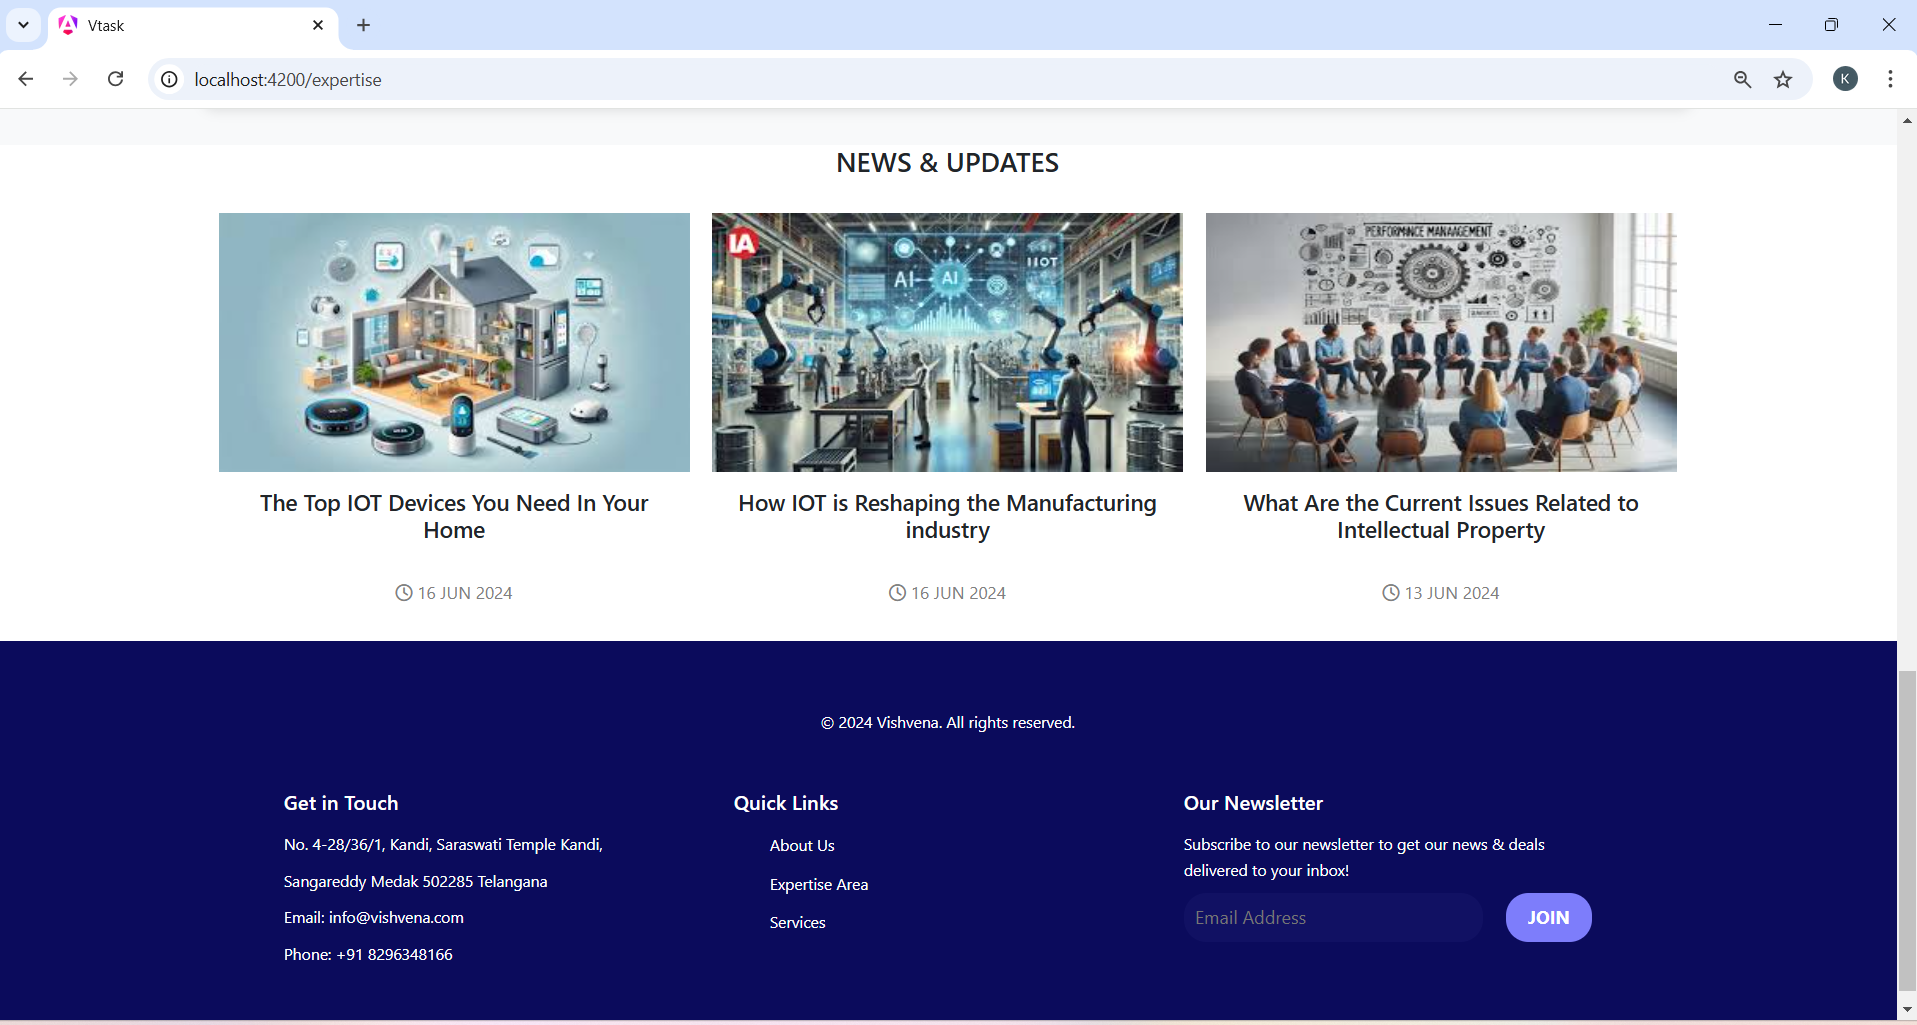 Vtask
localhost:4200/expertise
K
NEWS & UPDATES
IA
AI
AI
IIOT
PERFORMNCE MANAAGEMENT
The Top IOT Devices You Need In Your
Home
How IOT is Reshaping the Manufacturing
industry
What Are the Current Issues Related to
Intellectual Property
16 JUN 2024
16 JUN 2024
13 JUN 2024
© 2024 Vishvena. All rights reserved.
Get in Touch
No. 4-28/36/1, Kandi, Saraswati Temple Kandi,
Sangareddy Medak 502285 Telangana
Email: info@vishvena.com
Phone: +91 8296348166
Quick Links
About Us
Expertise Area
Services
Our Newsletter
Subscribe to our newsletter to get our news & deals
delivered to your inbox!
Email Address
JOIN